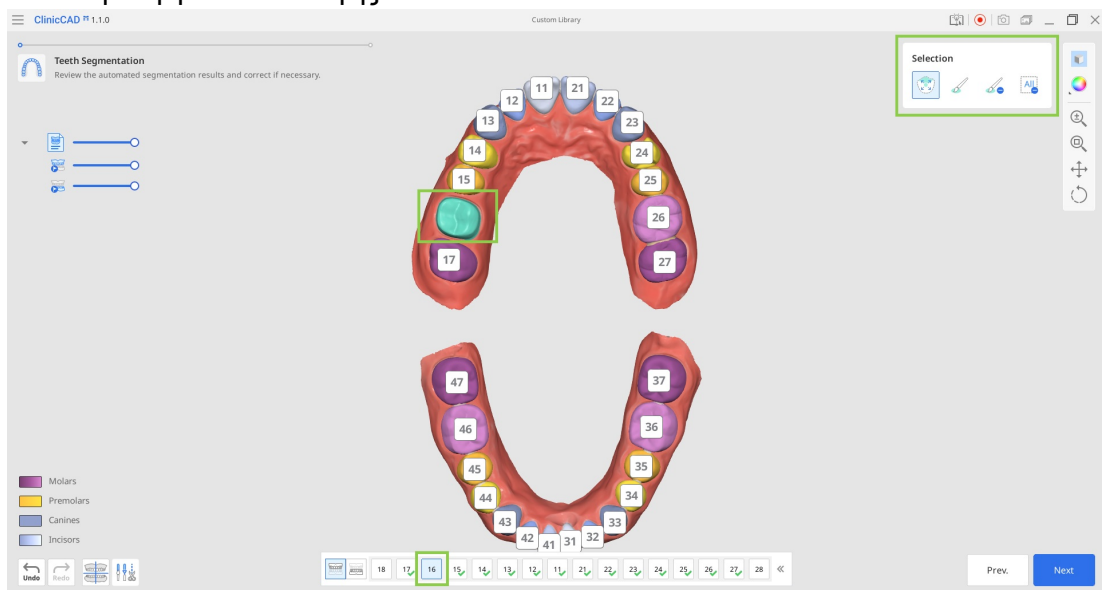 ClinicCAD 1.1.0
Custom Library
Teeth Segmentation
Review the automated segmentation results and correct if necessary.
Selection
All
11 21
12 22
13 23
14 24
15 25
26
17 27
47 37
46 36
45 35
44 34
43 33
42 41 31 32
Molars
Premolars
Canines
Incisors
Undo Redo
18 17 16 15 14 13 12 11 21 22 23 24 25 26 27 28
Prev. Next